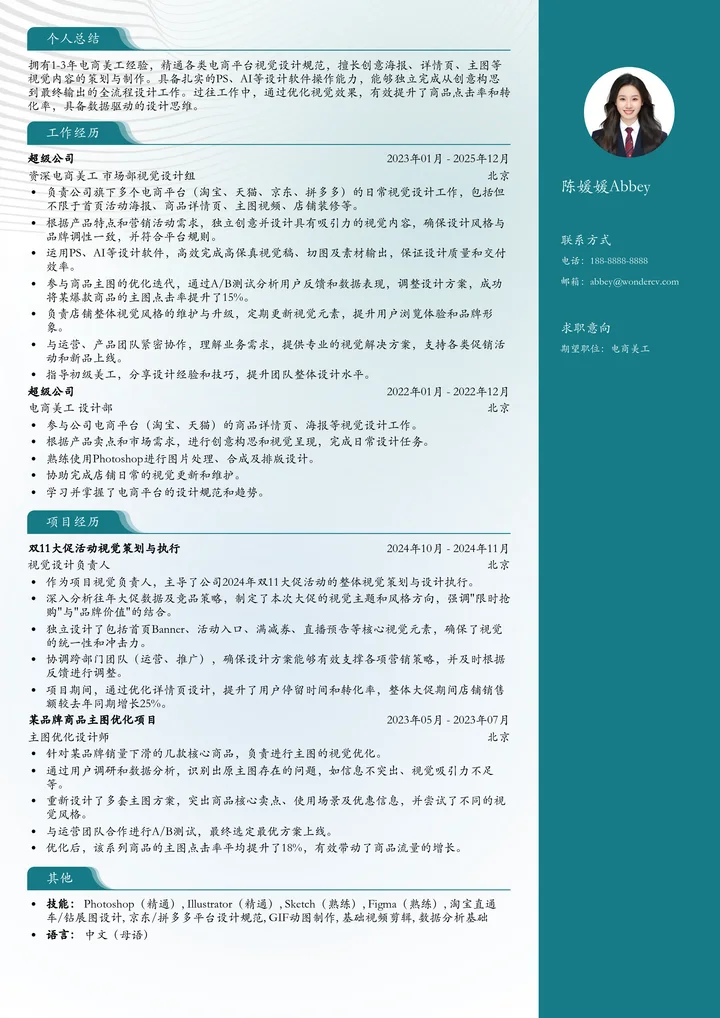 个人总结
拥有1-3年电商美工经验，精通各类电商平台视觉设计规范，擅长创意海报、详情页、主图等
视觉内容的策划与制作。具备扎实的PS、AI等设计软件操作能力，能够独立完成从创意构思
到最终输出的全流程设计工作。过往工作中，通过优化视觉效果，有效提升了商品点击率和转
化率，具备数据驱动的设计思维。
工作经历
超级公司 2023年01月 - 2025年12月
资深电商美工 市场部视觉设计组 北京
• 负责公司旗下多个电商平台（淘宝、天猫、京东、拼多多）的日常视觉设计工作，包括但
不限于首页活动海报、商品详情页、主图视频、店铺装修等。
• 根据产品特点和营销活动需求，独立创意并设计具有吸引力的视觉内容，确保设计风格与
品牌调性一致，并符合平台规则。
• 运用PS、AI等设计软件，高效完成高保真视觉稿、切图及素材输出，保证设计质量和交付
效率。
• 参与商品主图的优化迭代，通过A/B测试分析用户反馈和数据表现，调整设计方案，成功
将某爆款商品的主图点击率提升了15%。
• 负责店铺整体视觉风格的维护与升级，定期更新视觉元素，提升用户浏览体验和品牌形
象。
• 与运营、产品团队紧密协作，理解业务需求，提供专业的视觉解决方案，支持各类促销活
动和新品上线。
• 指导初级美工，分享设计经验和技巧，提升团队整体设计水平。
超级公司 2022年01月 - 2022年12月
电商美工 设计部 北京
• 参与公司电商平台（淘宝、天猫）的商品详情页、海报等视觉设计工作。
• 根据产品卖点和市场需求，进行创意构思和视觉呈现，完成日常设计任务。
• 熟练使用Photoshop进行图片处理、合成及排版设计。
• 协助完成店铺日常的视觉更新和维护。
• 学习并掌握了电商平台的设计规范和趋势。
项目经历
双11大促活动视觉策划与执行 2024年10月 - 2024年11月
视觉设计负责人 北京
• 作为项目视觉负责人，主导了公司2024年双11大促活动的整体视觉策划与设计执行。
• 深入分析往年大促数据及竞品策略，制定了本次大促的视觉主题和风格方向，强调"限时抢
购"与"品牌价值"的结合。
• 独立设计了包括首页Banner、活动入口、满减券、直播预告等核心视觉元素，确保了视觉
的统一性和冲击力。
• 协调跨部门团队（运营、推广），确保设计方案能够有效支撑各项营销策略，并及时根据
反馈进行调整。
• 项目期间，通过优化详情页设计，提升了用户停留时间和转化率，整体大促期间店铺销售
额较去年同期增长25%。
某品牌商品主图优化项目 2023年05月 - 2023年07月
主图优化设计师 北京
• 针对某品牌销量下滑的几款核心商品，负责进行主图的视觉优化。
• 通过用户调研和数据分析，识别出原主图存在的问题，如信息不突出、视觉吸引力不足
等。
• 重新设计了多套主图方案，突出商品核心卖点、使用场景及优惠信息，并尝试了不同的视
觉风格。
• 与运营团队合作进行A/B测试，最终选定最优方案上线。
• 优化后，该系列商品的主图点击率平均提升了18%，有效带动了商品流量的增长。
其他
• 技能： Photoshop（精通）, Illustrator（精通）, Sketch（熟练）, Figma（熟练）, 淘宝直通
车/钻展图设计, 京东/拼多多平台设计规范, GIF动图制作, 基础视频剪辑, 数据分析基础
• 语言： 中文（母语）
陈媛媛Abbey
联系方式
电话：188-8888-8888
邮箱：abbey@wondercv.com
求职意向
期望职位：电商美工